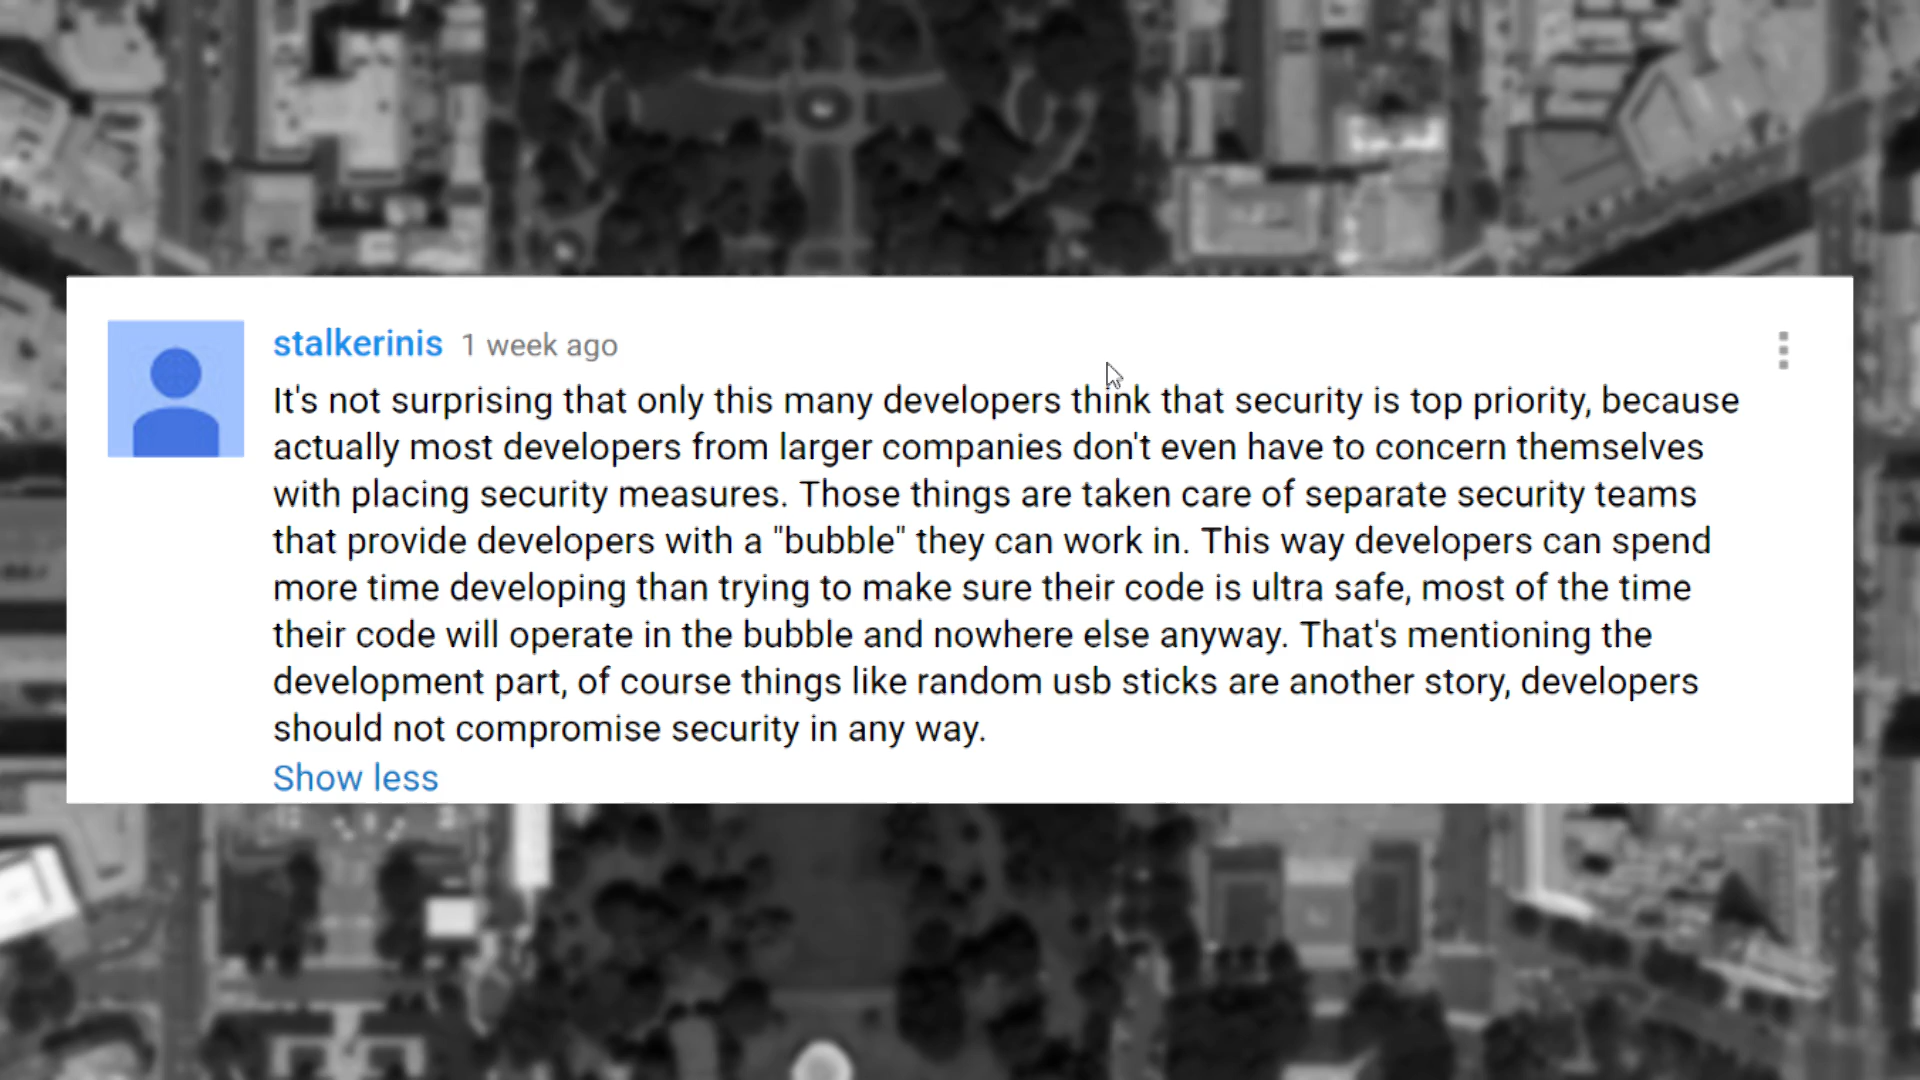 stalkerinis 1 week ago
It's not surprising that only this many developers think that security is top priority, because
actually most developers from larger companies don't even have to concern themselves
with placing security measures. Those things are taken care of separate security teams
that provide developers with a "bubble" they can work in. This way developers can spend
more time developing than trying to make sure their code is ultra safe, most of the time
their code will operate in the bubble and nowhere else anyway. That's mentioning the
development part, of course things like random usb sticks are another story, developers
should not compromise security in any way.
Show less